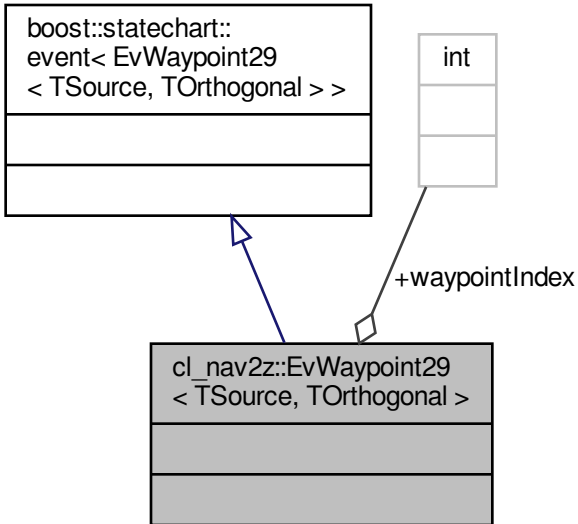 boost::statechart::
event< EvWaypoint29
< TSource, TOrthogonal > >
int
+waypointIndex
cl_nav2z::EvWaypoint29
< TSource, TOrthogonal >